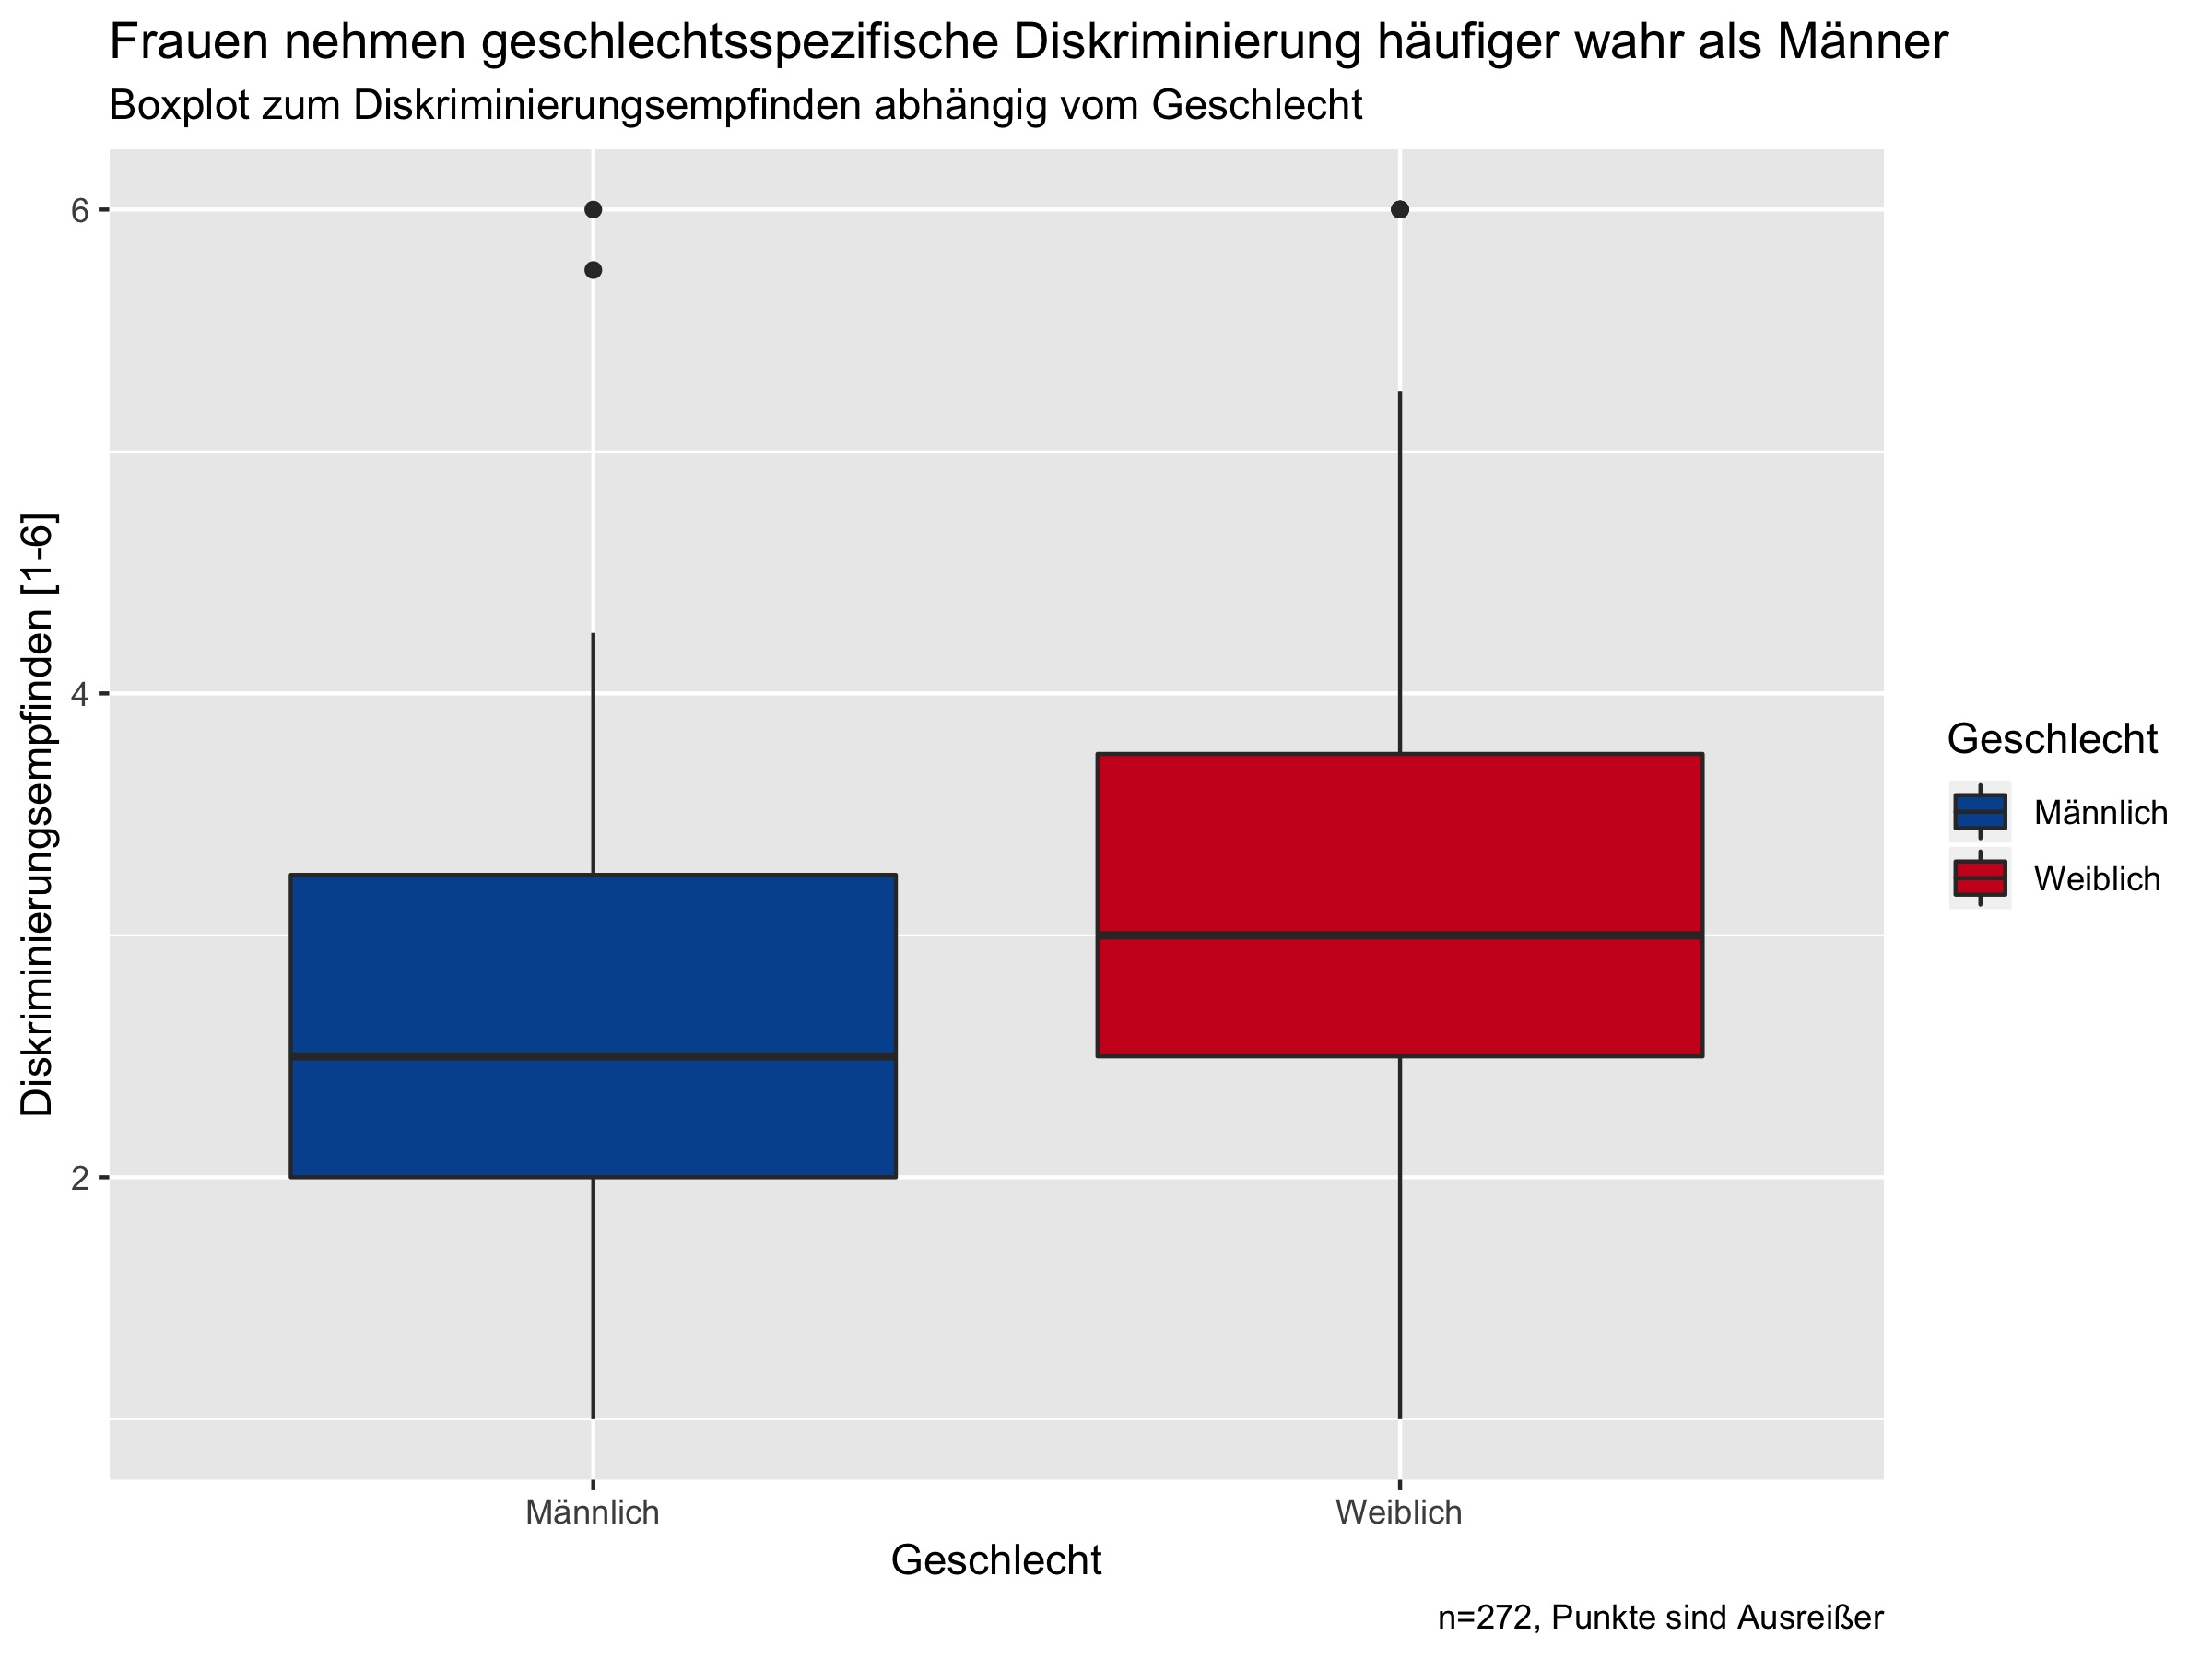 Frauen nehmen geschlechtsspezifische Diskriminierung häufiger wahr als Männer
Boxplot zum Diskriminierungsempfinden abhängig vom Geschlecht
Diskriminierungsempfinden [1-6]
6
4
2
Männlich
Weiblich
Geschlecht
Geschlecht
Männlich
Weiblich
n=272, Punkte sind Ausreißer